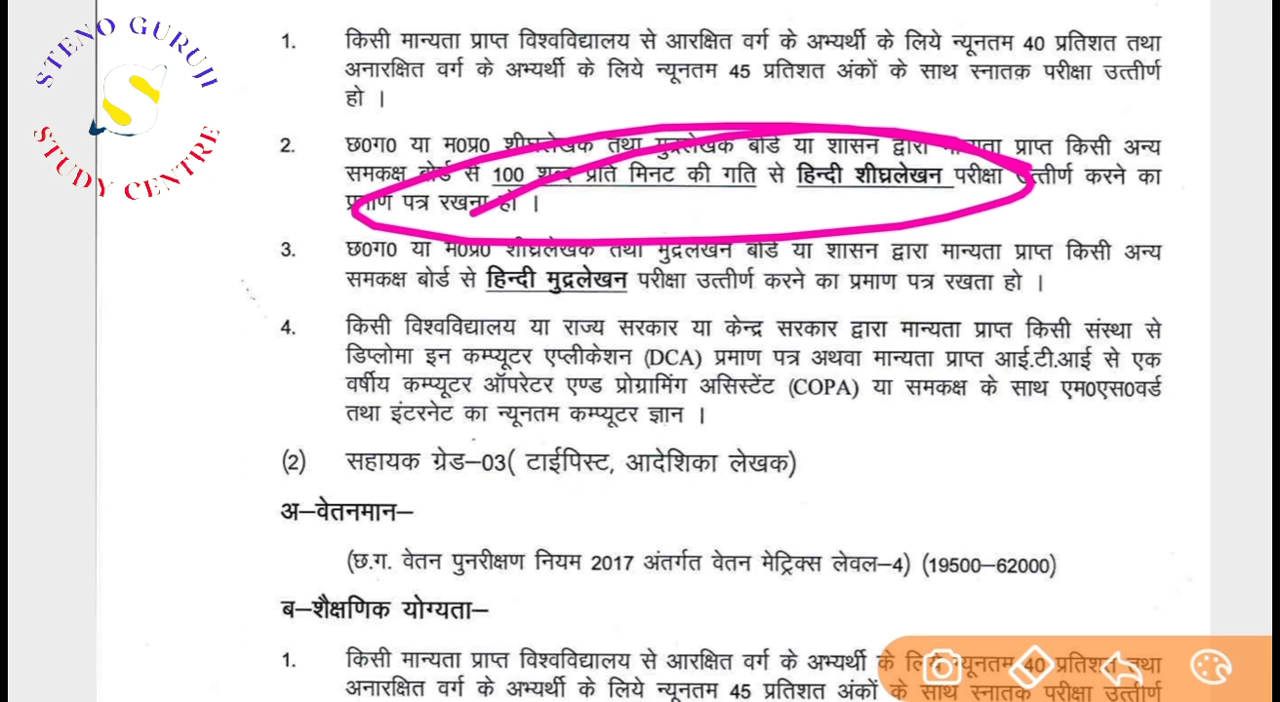 STENO GURUJI
S
STUDY CENTRE
1. किसी मान्यता प्राप्त विश्वविद्यालय से आरक्षित वर्ग के अभ्यर्थी के लिये न्यूनतम 40 प्रतिशत तथा
अनारक्षित वर्ग के अभ्यर्थी के लिये न्यूनतम 45 प्रतिशत अंकों के साथ स्नातक परीक्षा उत्तीर्ण
हो ।
2. छ0ग0 या म0प्र0 शीघ्रलेखक तथा मुद्रलेखक बोर्ड या शासन द्वारा मान्यता प्राप्त किसी अन्य
समकक्ष बोर्ड से 100 शब्द प्रति मिनट की गति से हिन्दी शीघ्रलेखन परीक्षा उत्तीर्ण करने का
प्रमाण पत्र रखना हो ।
3. छ0ग0 या म0प्र0 शीघ्रलेखक तथा मुद्रलेखन बोर्ड या शासन द्वारा मान्यता प्राप्त किसी अन्य
समकक्ष बोर्ड से हिन्दी मुद्रलेखन परीक्षा उत्तीर्ण करने का प्रमाण पत्र रखता हो ।
4. किसी विश्वविद्यालय या राज्य सरकार या केन्द्र सरकार द्वारा मान्यता प्राप्त किसी संस्था से
डिप्लोमा इन कम्प्यूटर एप्लीकेशन (DCA) प्रमाण पत्र अथवा मान्यता प्राप्त आई.टी.आई से एक
वर्षीय कम्प्यूटर ऑपरेटर एण्ड प्रोग्रामिंग असिस्टेंट (COPA) या समकक्ष के साथ एम0एस0वर्ड
तथा इंटरनेट का न्यूनतम कम्प्यूटर ज्ञान ।
(2) सहायक ग्रेड–03( टाईपिस्ट, आदेशिका लेखक)
अ–वेतनमान–
(छ.ग. वेतन पुनरीक्षण नियम 2017 अंतर्गत वेतन मेट्रिक्स लेवल–4) (19500–62000)
ब–शैक्षणिक योग्यता–
1. किसी मान्यता प्राप्त विश्वविद्यालय से आरक्षित वर्ग के अभ्यर्थी के लिये न्यूनतम 40 प्रतिशत तथा
अनारक्षित वर्ग के अभ्यर्थी के लिये न्यूनतम 45 प्रतिशत अंकों के साथ स्नातक परीक्षा उत्तीर्ण